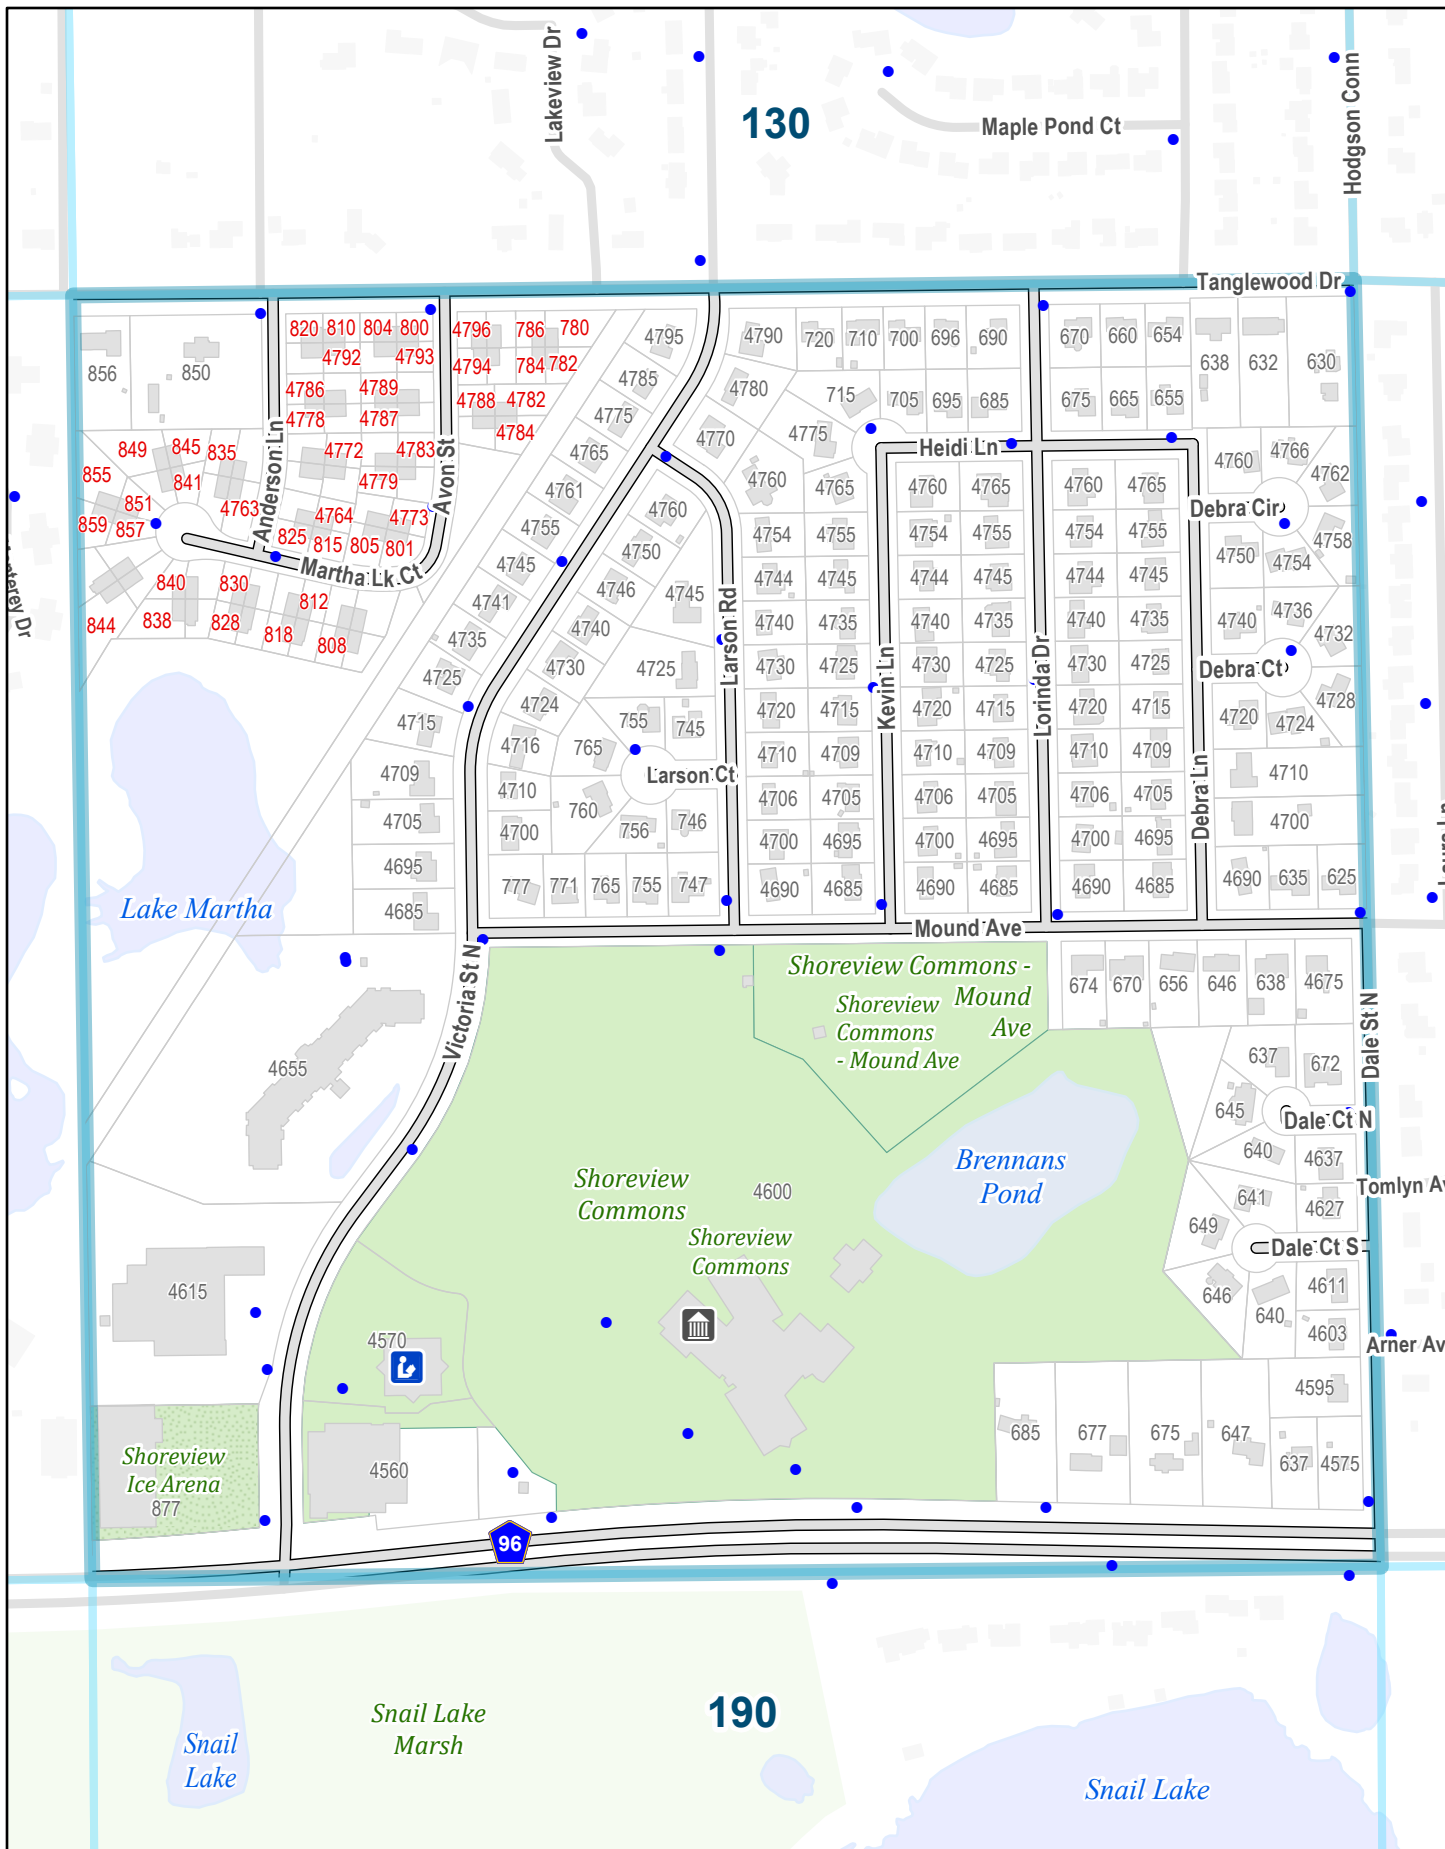 Lakeview Dr
130
Maple Pond Ct
Hodgson Conn
Tanglewood Dr
820 810 804 800
4796 786 780
4795
4790 720 710 700 696 690
670 660 654
638 632 630
856 850
4792 4793
4794 784 782
4785
4780
715 705 695 685
675 665 655
4786 4789
4788 4782
4775
4778 4787
4784
4770
4775
Heidi Ln
849 845 835
4772 4783
4765
4760 4765
4760 4765
4760 4765
4760 4766 4762
855 841
4779
4761
4760
851 4763
Anderson Ln
Avon St
Debra Cir
859 857
4764 4773
4755
4750
4754 4755
4754 4755
4754 4755
4750 4754 4758
825 815 805 801
Martha Lk Ct
4745
4746 4745
4744 4745
4744 4745
4744 4745
840 830 812
4741
4740
4740 4735
4740 4735
4740 4735
4740 4736 4732
844 838 828 818 808
4735
4730 4725
Larson Rd
4730 4725
Kevin Ln
4730 4725
Lorinda Dr
4730 4725
Debra Ct
4725
4724
4720 4715
4720 4715
4720 4715
4720 4724 4728
4715
4716 765 755 745
4710 4709
4710 4709
4710 4709
4710
4709
4710 760
Larson Ct
4706 4705
4706 4705
4706 4705
Debra Ln
4705
4700 756 746
4700 4695
4700 4695
4700 4695
4700
4695
777 771 765 755 747
4690 4685
4690 4685
4690 4685
4690 635 625
4685
Lake Martha
Mound Ave
Victoria St N
Shoreview Commons -
Mound
Ave
Shoreview
Commons
- Mound Ave
674 670 656 646 638 4675
Dale St N
4655
637 672
645
Dale Ct N
640 4637
Brennans
Pond
Shoreview
Commons
4600
Tomlyn Av
641 4627
649
Shoreview
Commons
Dale Ct S
4615
646 640 4611
4603
Arner Av
4570
4595
685 677 675 647
637 4575
Shoreview
Ice Arena
877
4560
96
Snail Lake
Marsh
190
Snail
Lake
Snail Lake